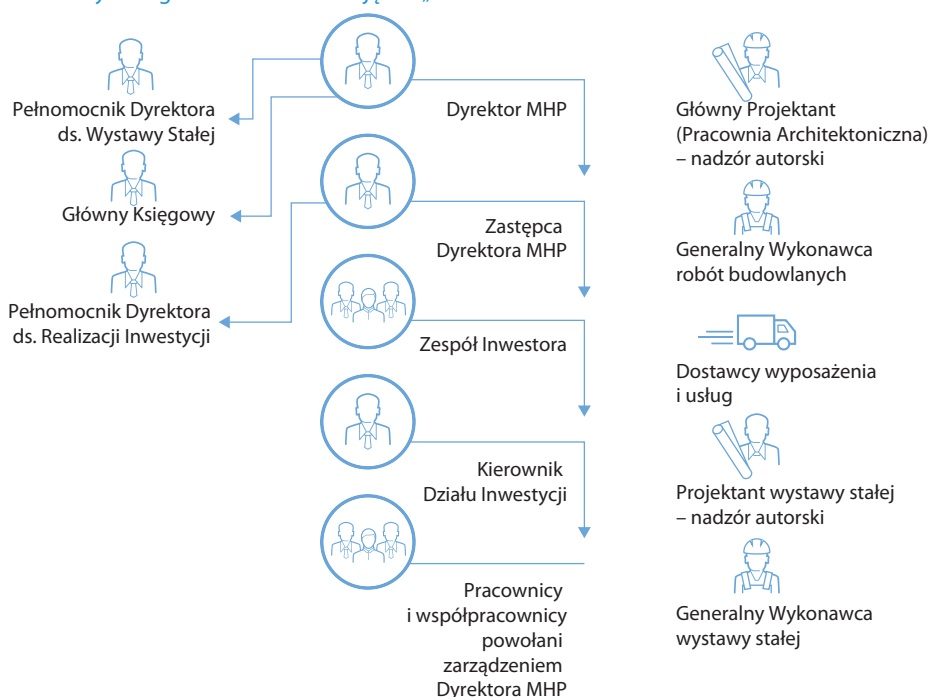 Pełnomocnik Dyrektora
ds. Wystawy Stałej
Główny Księgowy
Pełnomocnik Dyrektora
ds. Realizacji Inwestycji
Dyrektor MHP
Zastępca
Dyrektora MHP
Zespół Inwestora
Kierownik
Działu Inwestycji
Pracownicy
i współpracownicy
powołani
zarządzeniem
Dyrektora MHP
Główny Projektant
(Pracownia Architektoniczna)
– nadzór autorski
Generalny Wykonawca
robót budowlanych
Dostawcy wyposażenia
i usług
Projektant wystawy stałej
– nadzór autorski
Generalny Wykonawca
wystawy stałej